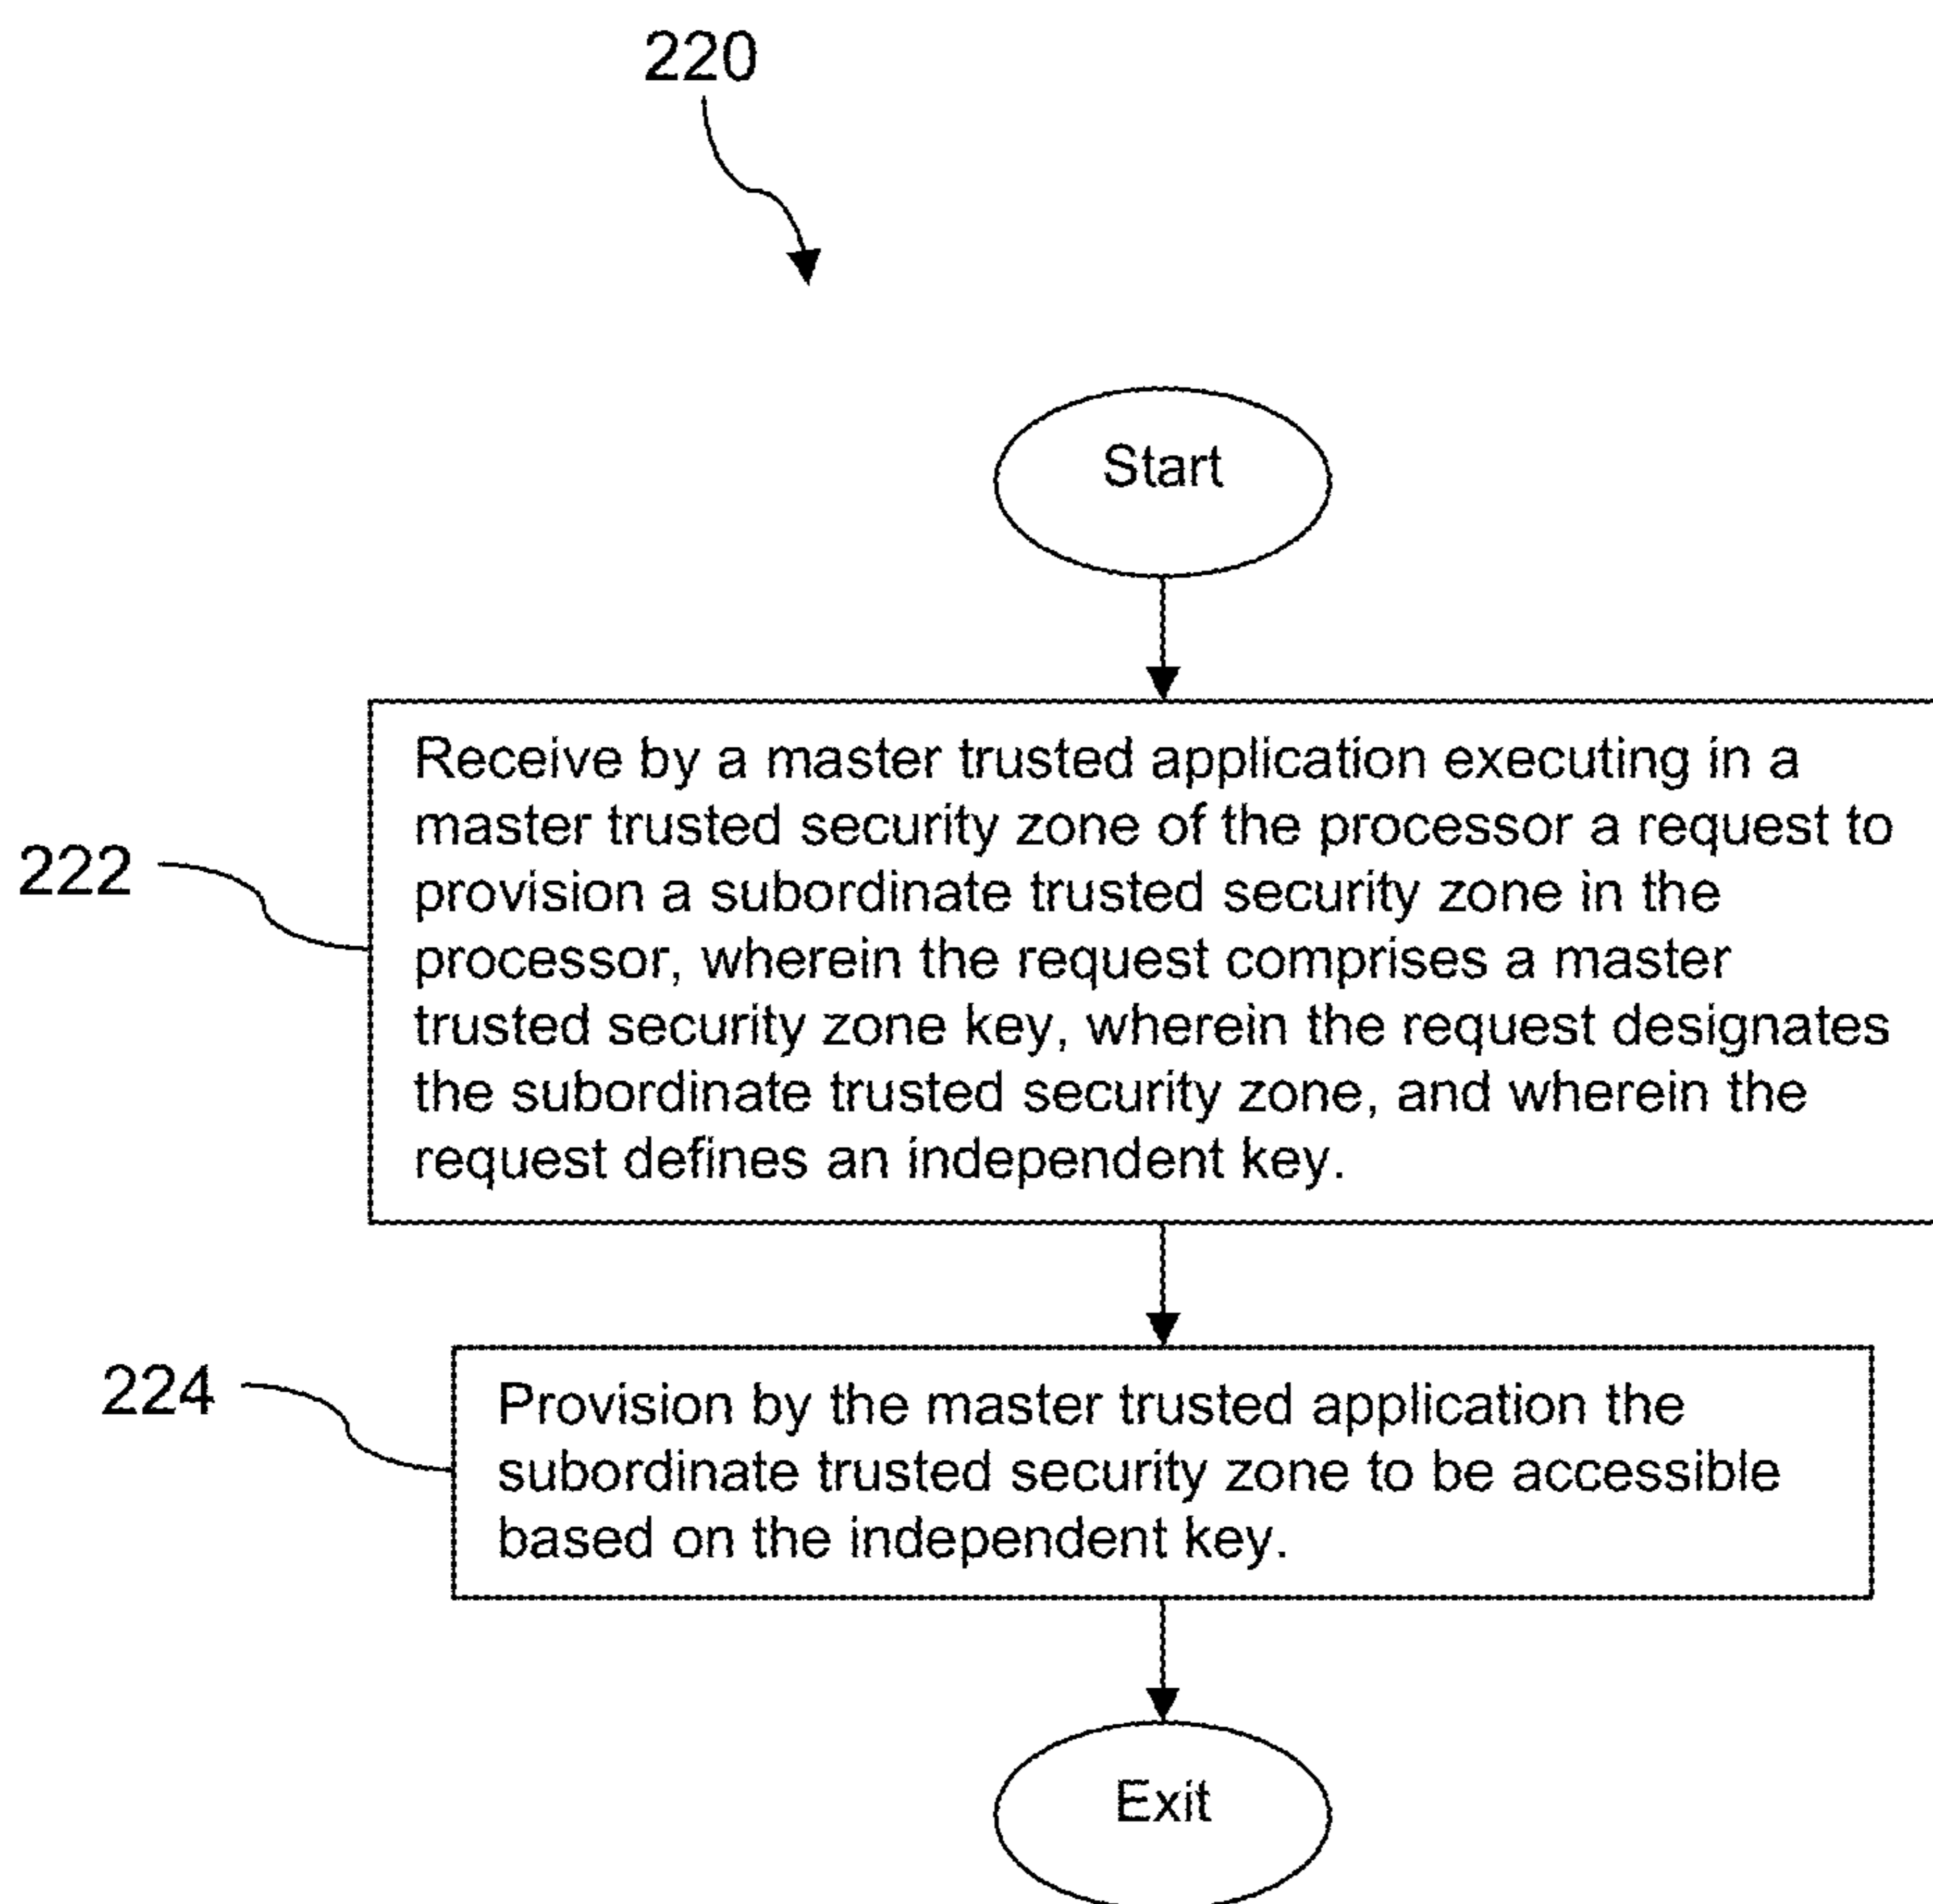 220
Start
222
Receive by a master trusted application executing in a
master trusted security zone of the processor a request to
provision a subordinate trusted security zone in the
processor, wherein the request comprises a master
trusted security zone key, wherein the request designates
the subordinate trusted security zone, and wherein the
request defines an independent key.
224
Provision by the master trusted application the
subordinate trusted security zone to be accessible
based on the independent key.
Exit